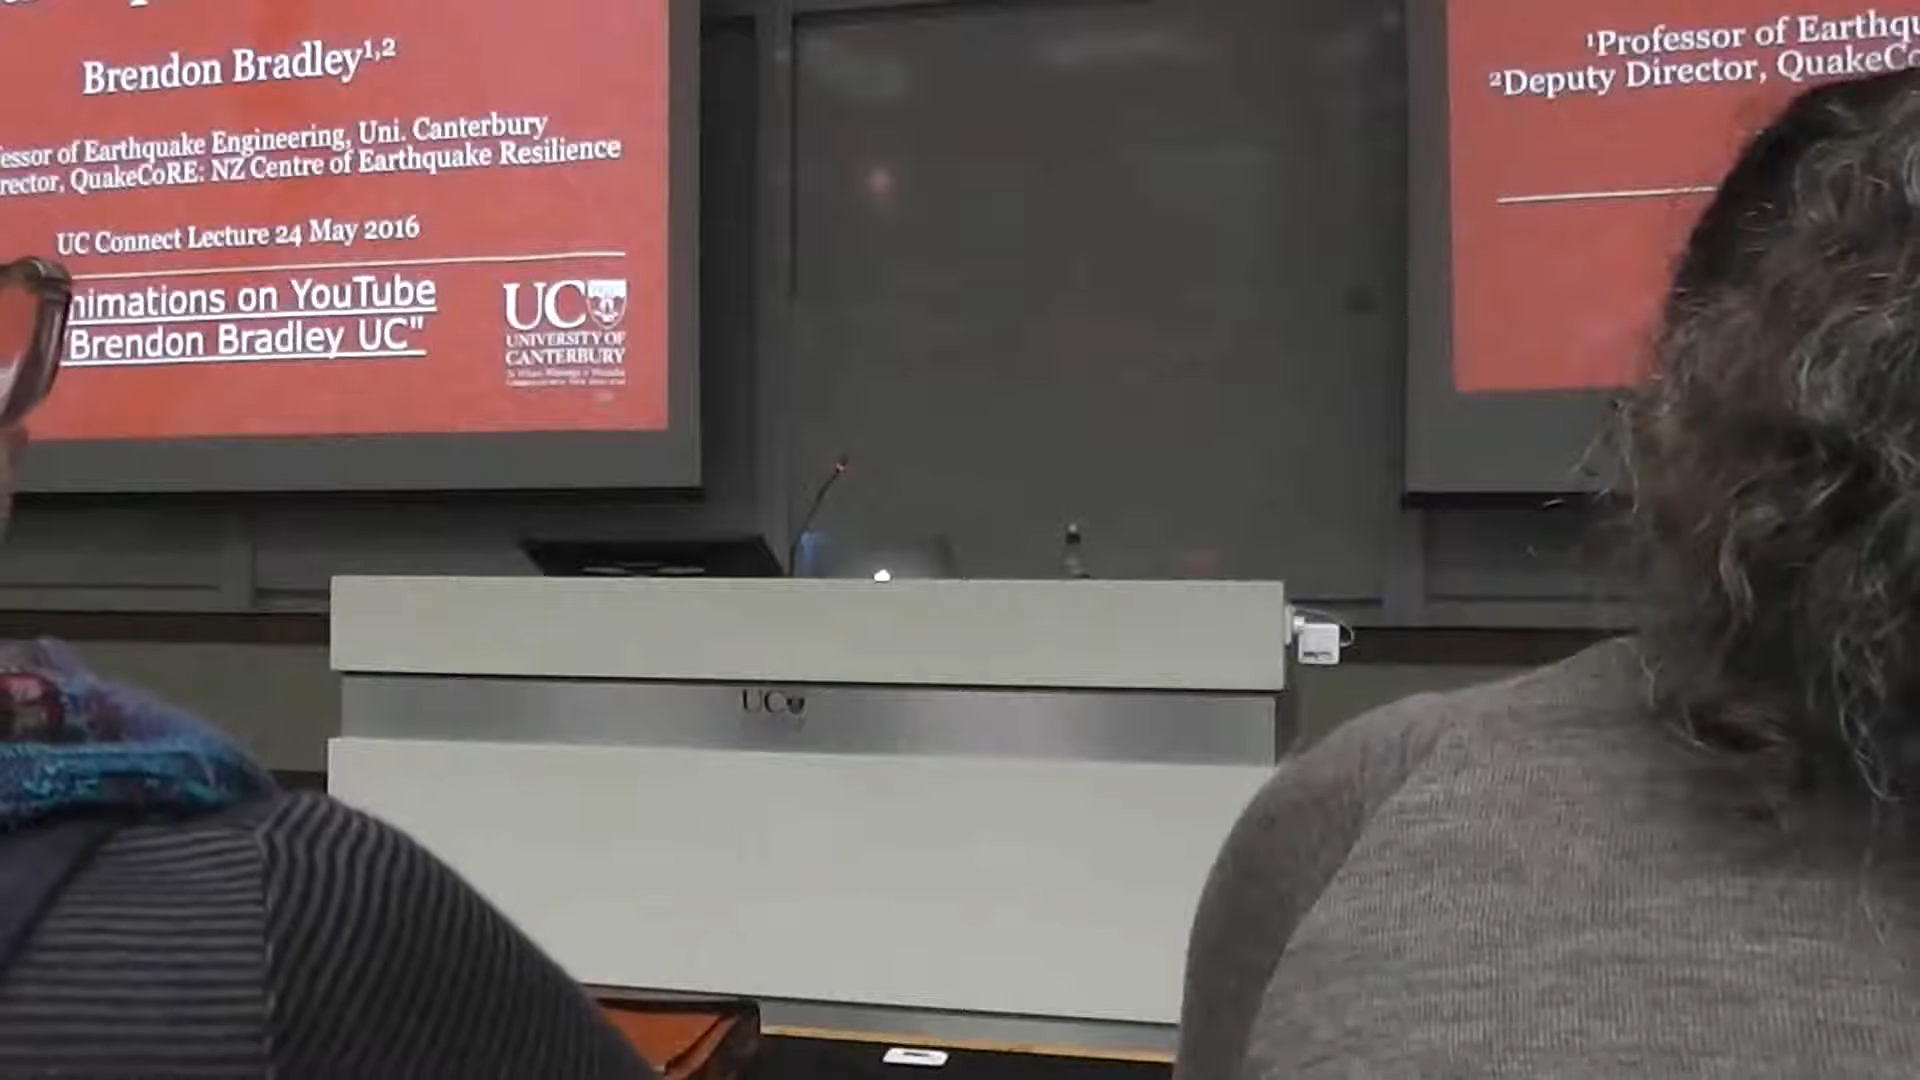 Brendon Bradley¹,²
essor of Earthquake Engineering, Uni. Canterbury
rector, QuakeCoRE: NZ Centre of Earthquake Resilience
UC Connect Lecture 24 May 2016
nimations on YouTube
"Brendon Bradley UC"
UC
UNIVERSITY OF
CANTERBURY
¹Professor of Earthqu
²Deputy Director, QuakeCo
UC